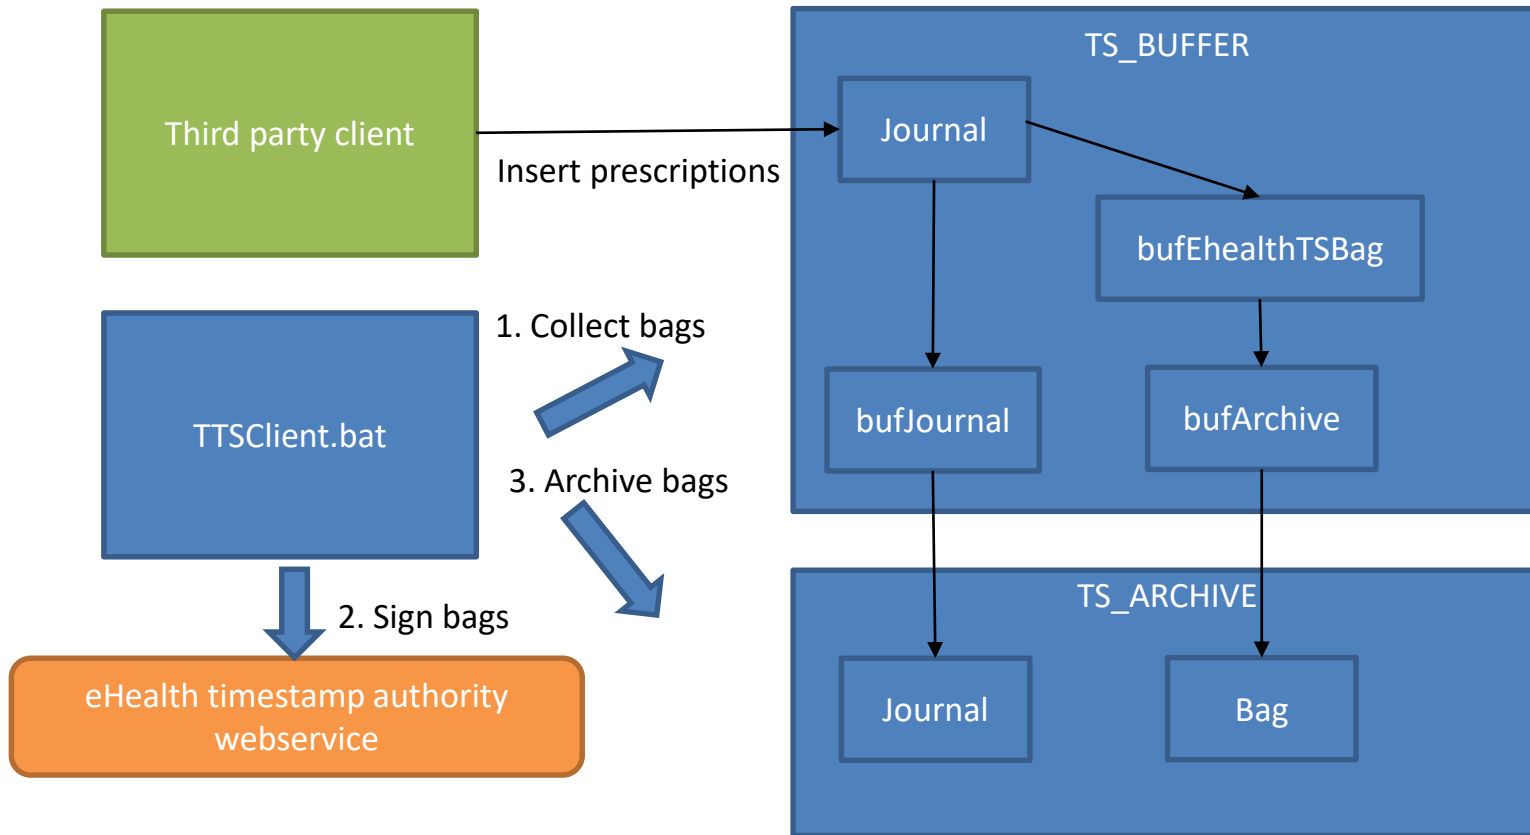 TS_BUFFER
Third party client
Journal
Insert prescriptions
bufEhealthTSBag
1. Collect bags
TTSClient.bat
bufJournal
bufArchive
3. Archive bags
2. Sign bags
TS_ARCHIVE
eHealth timestamp authority
webservice
Journal
Bag